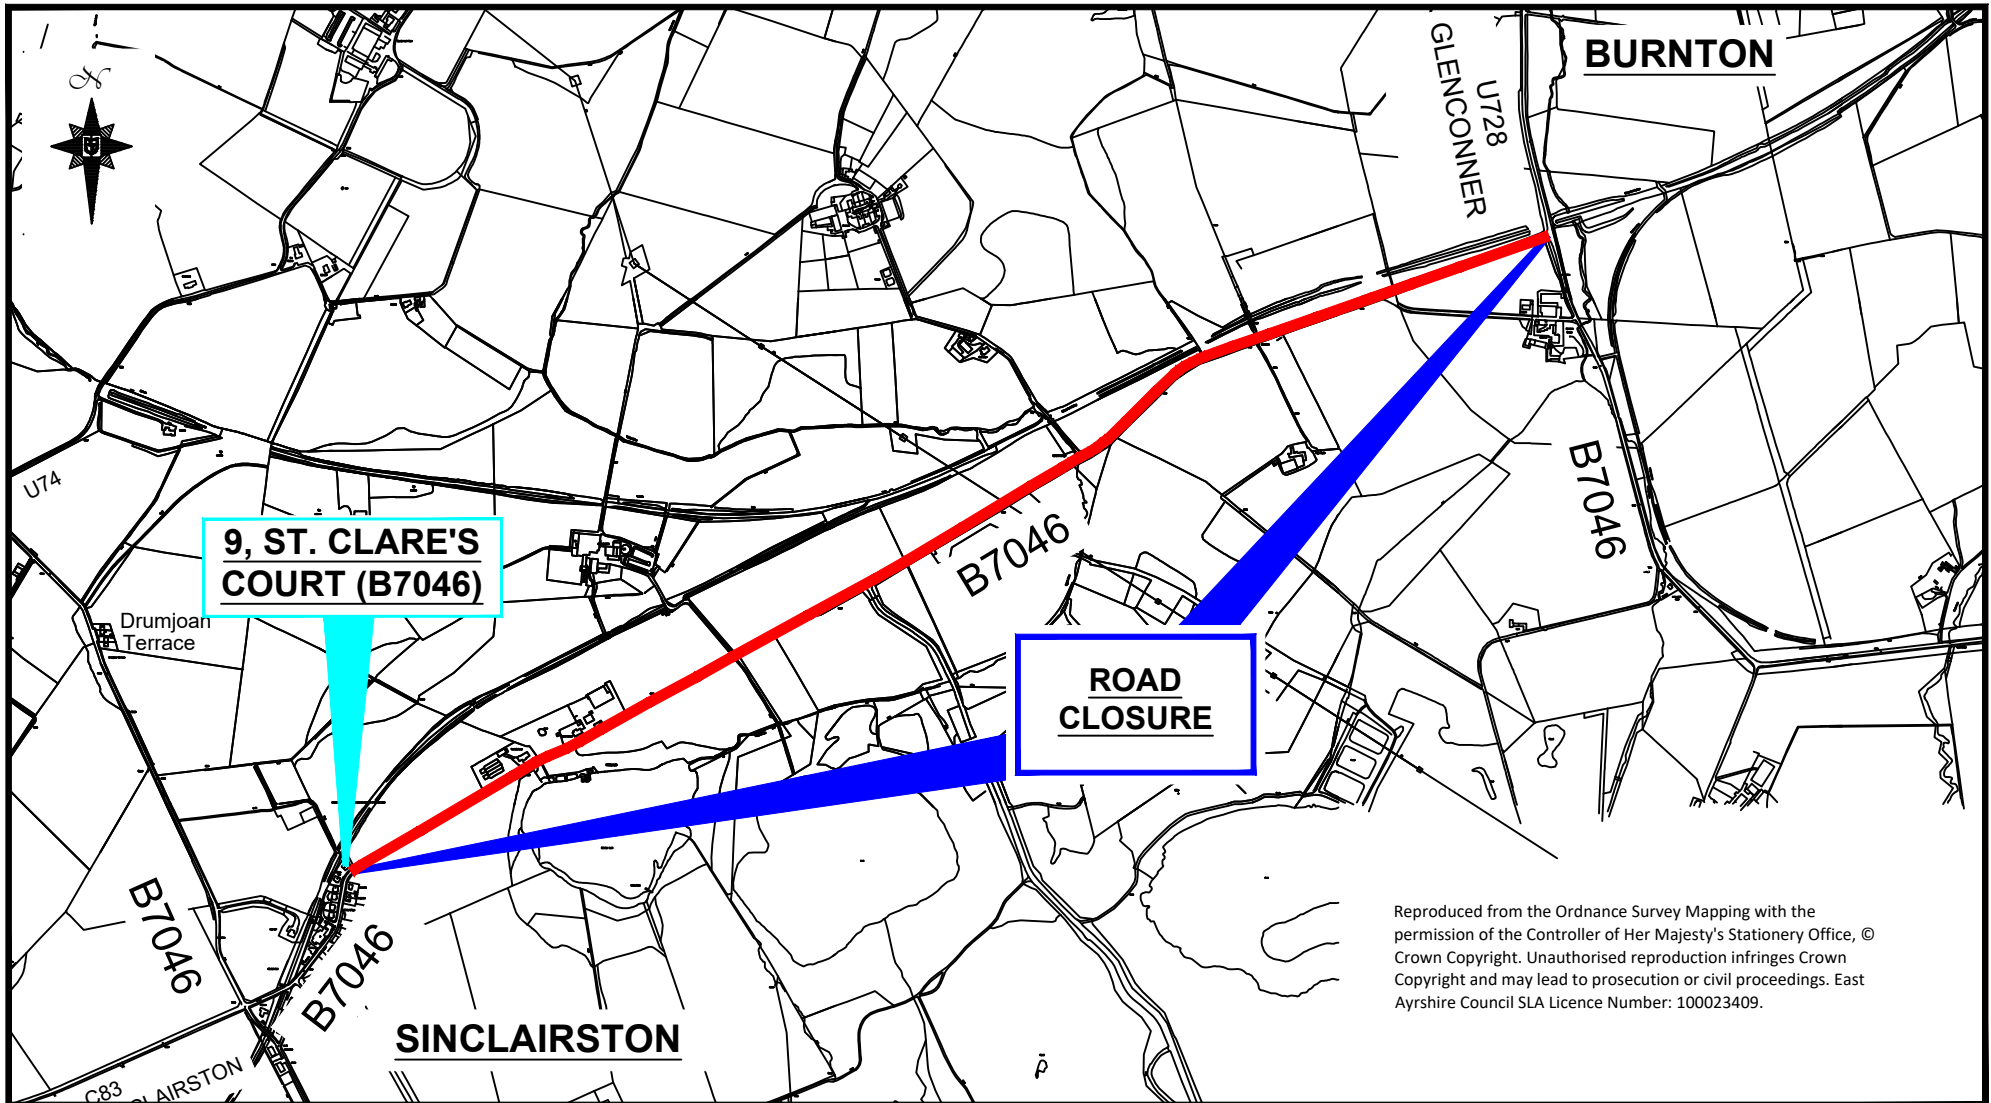 BURNTON
U728
GLENCONNER
U74
9, ST. CLARE'S
COURT (B7046)
Drumjoan
Terrace
B7046
B7046
ROAD
CLOSURE
B7046
B7046
SINCLAIRSTON
C83
LAIRSTON
Reproduced from the Ordnance Survey Mapping with the
permission of the Controller of Her Majesty's Stationery Office, ©
Crown Copyright. Unauthorised reproduction infringes Crown
Copyright and may lead to prosecution or civil proceedings. East
Ayrshire Council SLA Licence Number: 100023409.